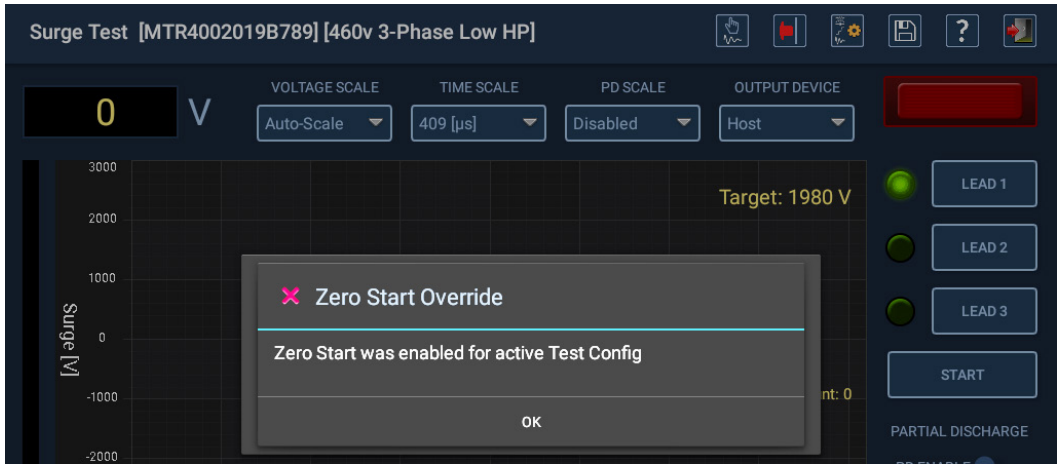 Surge Test [MTR4002019B789] [460v 3-Phase Low HP]
?
VOLTAGE SCALE
TIME SCALE
PD SCALE
OUTPUT DEVICE
0 V
Auto-Scale
409 [µs]
Disabled
Host
3000
2000
1000
0
-1000
-2000
Surge [V]
Target: 1980 V
Zero Start Override
Zero Start was enabled for active Test Config
OK
nt: 0
LEAD 1
LEAD 2
LEAD 3
START
PARTIAL DISCHARGE
PD ENABLE